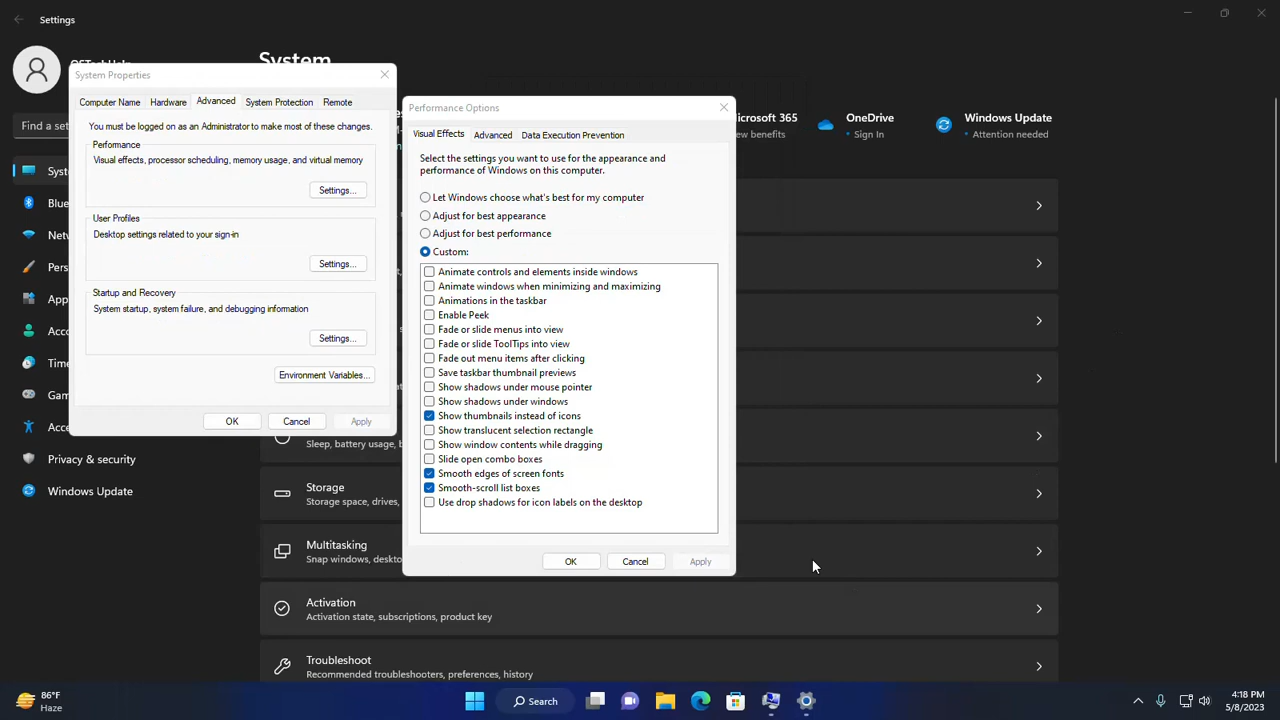 Settings
System
System Properties
Computer Name
Hardware
Advanced
System Protection
Remote
You must be logged on as an Administrator to make most of these changes.
Performance
Visual effects, processor scheduling, memory usage, and virtual memory
Settings...
User Profiles
Desktop settings related to your sign-in
Settings...
Startup and Recovery
System startup, system failure, and debugging information
Settings...
Environment Variables...
OK
Cancel
Apply
Find a set
Sys
Blue
Netw
Pers
App
Acco
Time
Gam
Acce
Privacy & security
Windows Update
Performance Options
Visual Effects
Advanced
Data Execution Prevention
Select the settings you want to use for the appearance and
performance of Windows on this computer.
Let Windows choose what's best for my computer
Adjust for best appearance
Adjust for best performance
Custom:
Animate controls and elements inside windows
Animate windows when minimizing and maximizing
Animations in the taskbar
Enable Peek
Fade or slide menus into view
Fade or slide ToolTips into view
Fade out menu items after clicking
Save taskbar thumbnail previews
Show shadows under mouse pointer
Show shadows under windows
Show thumbnails instead of icons
Show translucent selection rectangle
Show window contents while dragging
Slide open combo boxes
Smooth edges of screen fonts
Smooth-scroll list boxes
Use drop shadows for icon labels on the desktop
OK
Cancel
Apply
icrosoft 365
ew benefits
OneDrive
Sign In
Windows Update
Attention needed
Sleep, battery usage, b
Storage
Storage space, drives,
Multitasking
Snap windows, deskto
Activation
Activation state, subscriptions, product key
Troubleshoot
Recommended troubleshooters, preferences, history
86°F
Haze
Search
4:18 PM
5/8/2023